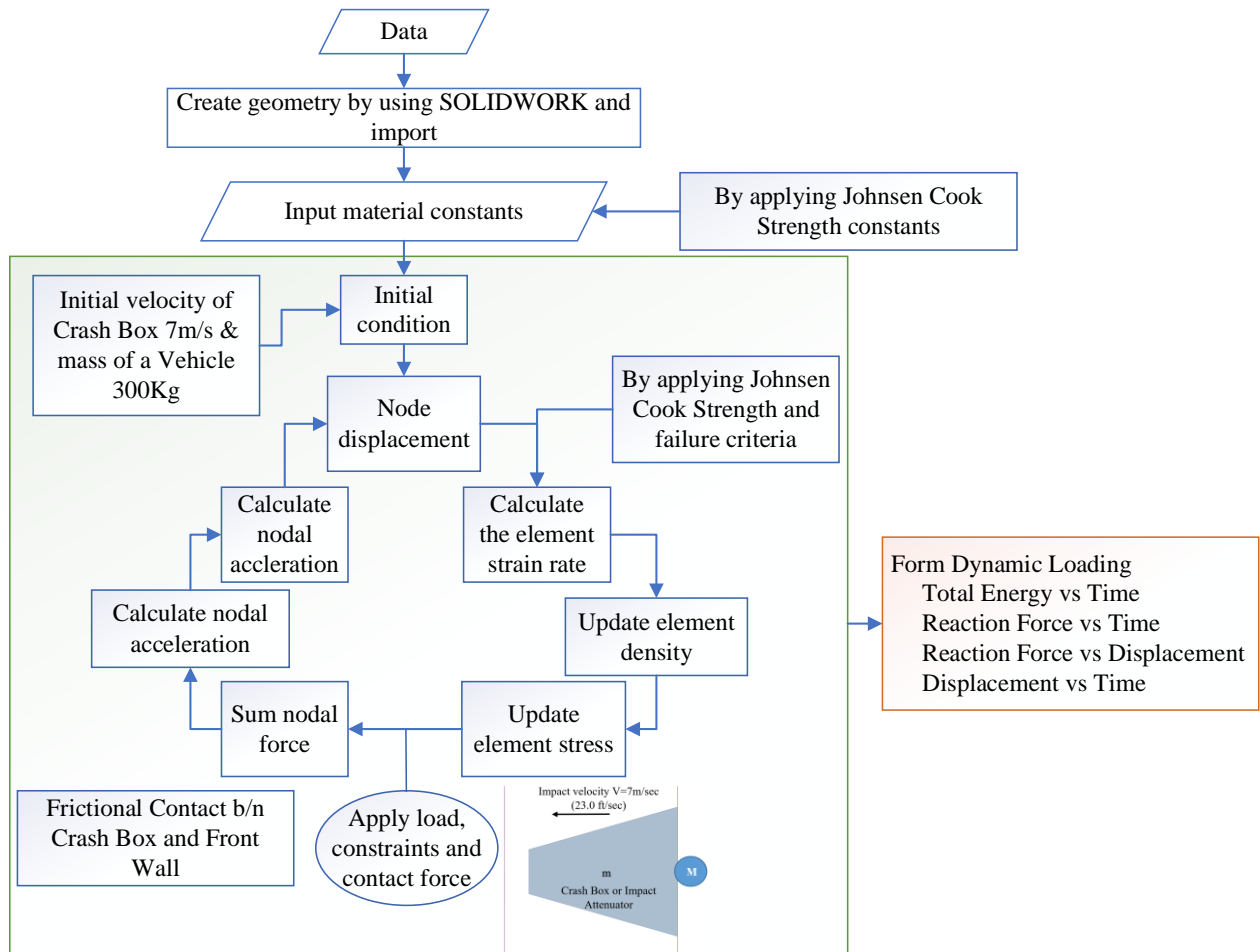 Data
Create geometry by using SOLIDWORK and
import
Input material constants
By applying Johnsen Cook
Strength constants
Initial velocity of
Crash Box 7m/s &
mass of a Vehicle
300Kg
Initial
condition
Node
displacement
By applying Johnsen
Cook Strength and
failure criteria
Calculate
nodal
accleration
Calculate
the element
strain rate
Calculate nodal
acceleration
Update element
density
Sum nodal
force
Update
element stress
Form Dynamic Loading
Total Energy vs Time
Reaction Force vs Time
Reaction Force vs Displacement
Displacement vs Time
Frictional Contact b/n
Crash Box and Front
Wall
Apply load,
constraints and
contact force
Impact velocity V=7m/sec
(23.0 ft/sec)
m
Crash Box or Impact
Attenuator
M